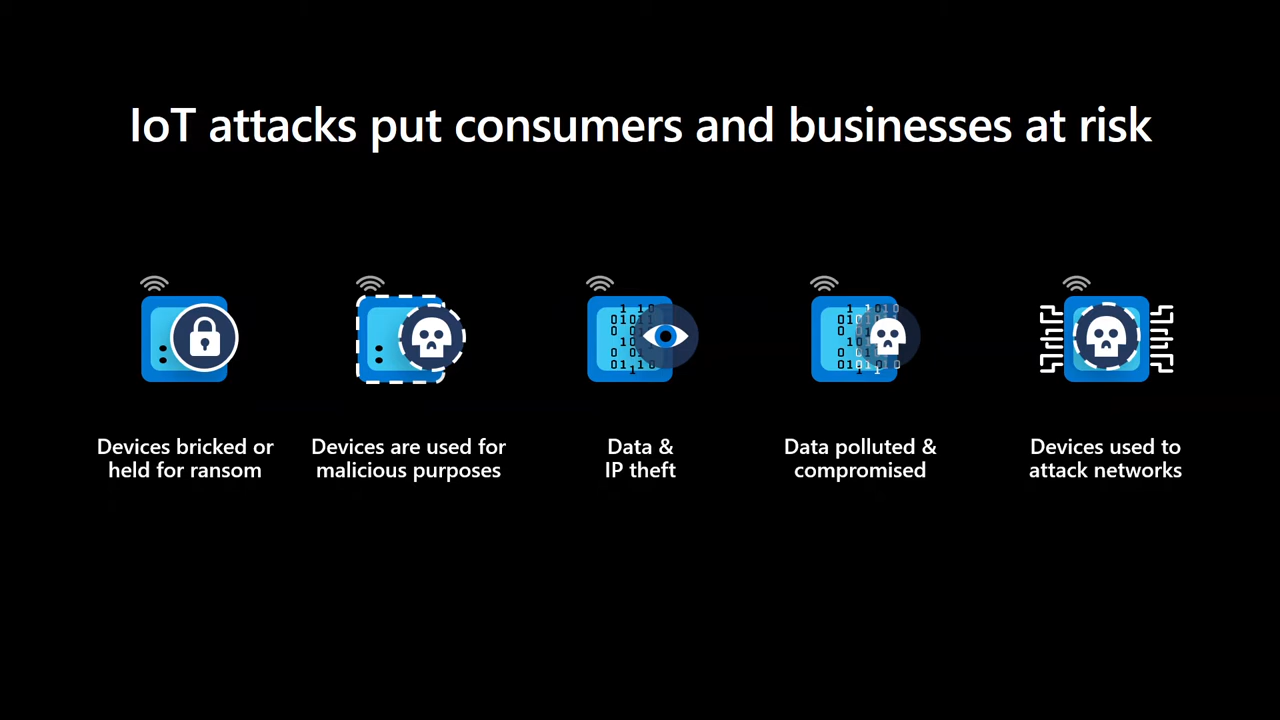 IoT attacks put consumers and businesses at risk
Devices bricked or
held for ransom
Devices are used for
malicious purposes
Data &
IP theft
Data polluted &
compromised
Devices used to
attack networks